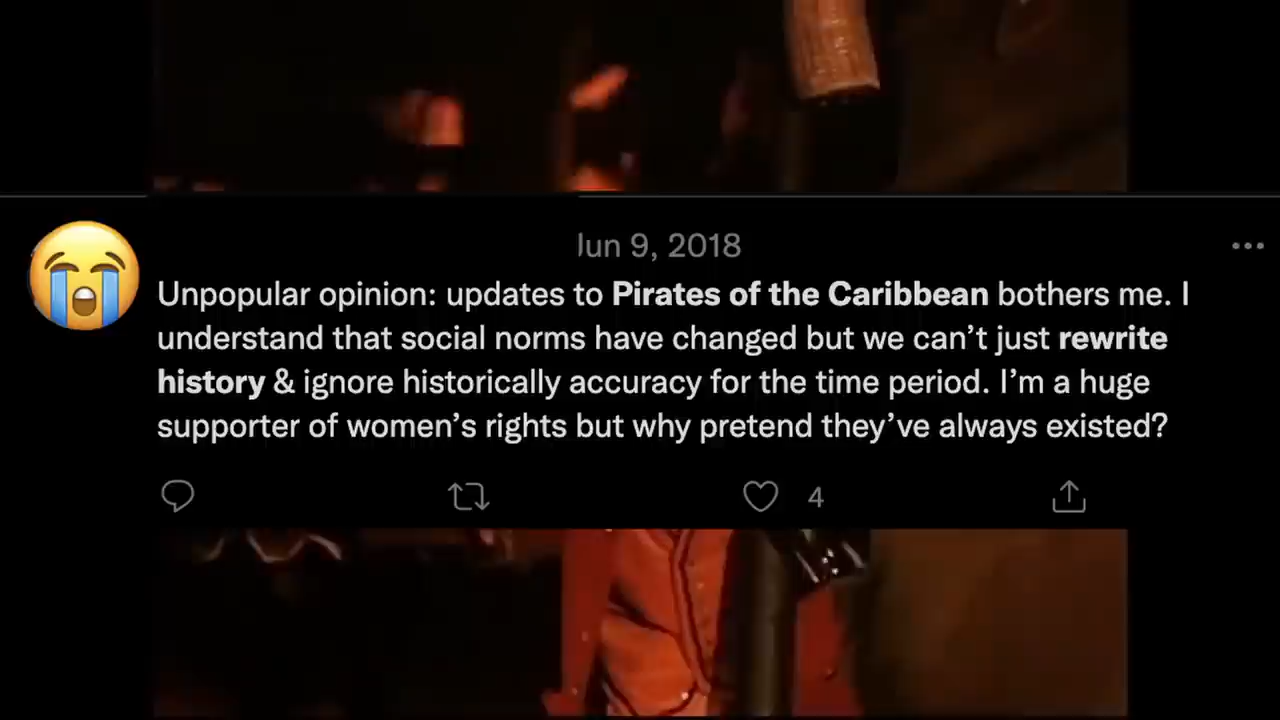 Jun 9, 2018
Unpopular opinion: updates to Pirates of the Caribbean bothers me. I
understand that social norms have changed but we can’t just rewrite
history & ignore historically accuracy for the time period. I’m a huge
supporter of women’s rights but why pretend they’ve always existed?
4